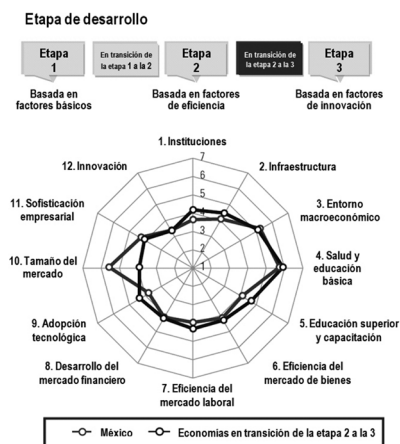 Etapa de desarrollo
Etapa
1
En transición de
la etapa 1 a la 2
Etapa
2
En transición de
la etapa 2 a la 3
Etapa
3
Basada en
factores básicos
Basada en factores
de eficiencia
Basada en factores
de innovación
1. Instituciones
2. Infraestructura
3. Entorno
macroeconómico
4. Salud y
educación
básica
5. Educación superior
y capacitación
6. Eficiencia del
mercado de bienes
7. Eficiencia del
mercado laboral
8. Desarrollo del
mercado financiero
9. Adopción
tecnológica
10. Tamaño del
mercado
11. Sofisticación
empresarial
12. Innovación
7
6
5
4
3
2
1
México
Economías en transición de la etapa 2 a la 3